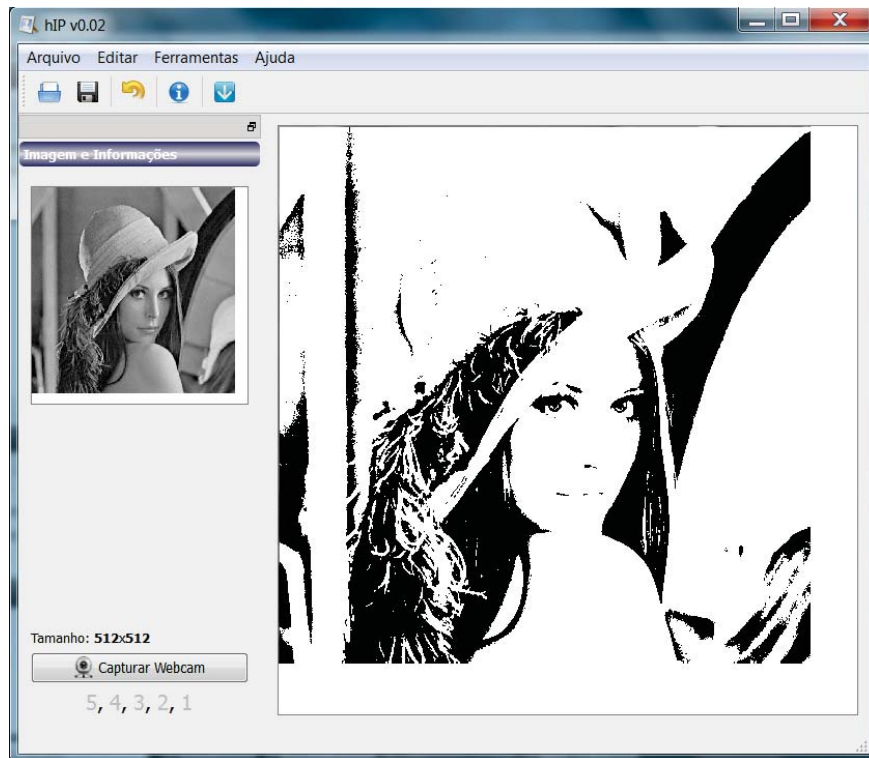 hIP v0.02
Arquivo Editar Ferramentas Ajuda
Imagem e Informações
Tamanho: 512x512
Capturar Webcam
5, 4, 3, 2, 1